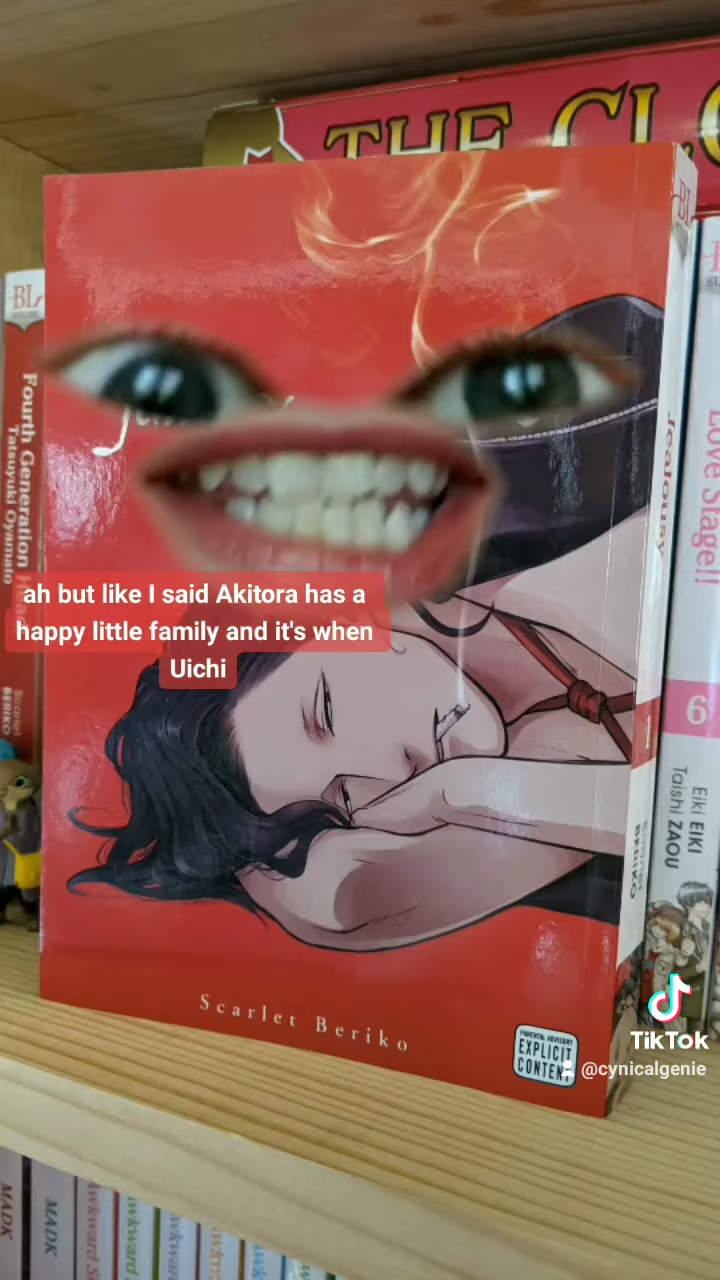 THE CLO
BL
Fourth Generation
Tatsuyuki Oyamato
Scarlet
BERIKO
BL
Jealousy
1
Scarlet
BERIKO
Love Stage!!
6
Eiki EIKI
Taishi ZAOU
ah but like I said Akitora has a
happy little family and it's when
Uichi
Scarlet Beriko
PARENTAL ADVISORY
EXPLICIT
CONTENT
TikTok
@cynicalgenie
MADK
MADK